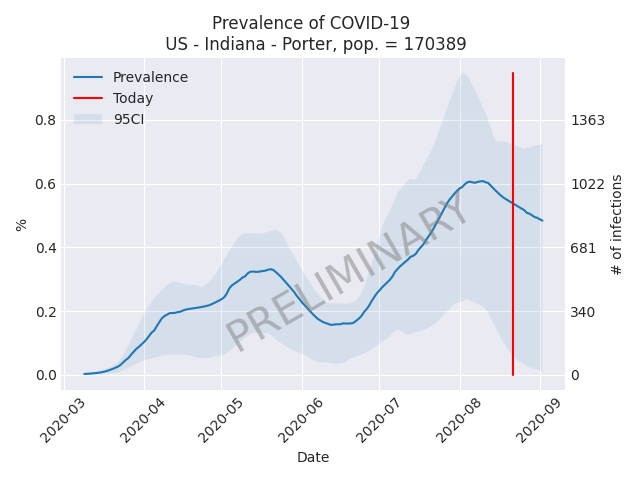 Prevalence of COVID-19
US - Indiana - Porter, pop. = 170389
Prevalence
Today
95CI
0.8
0.6
0.4
0.2
0.0
%
1363
1022
681
340
0
# of infections
PRELIMINARY
2020-03
2020-04
2020-05
2020-06
2020-07
2020-08
2020-09
Date